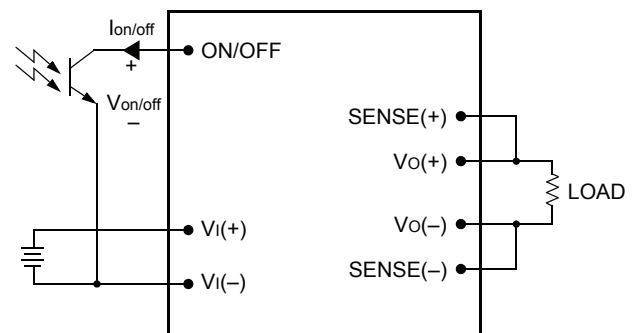 Ion/off
+
ON/OFF
Von/off
–
SENSE(+)
VO(+)
LOAD
VO(–)
SENSE(–)
VI(+)
VI(–)